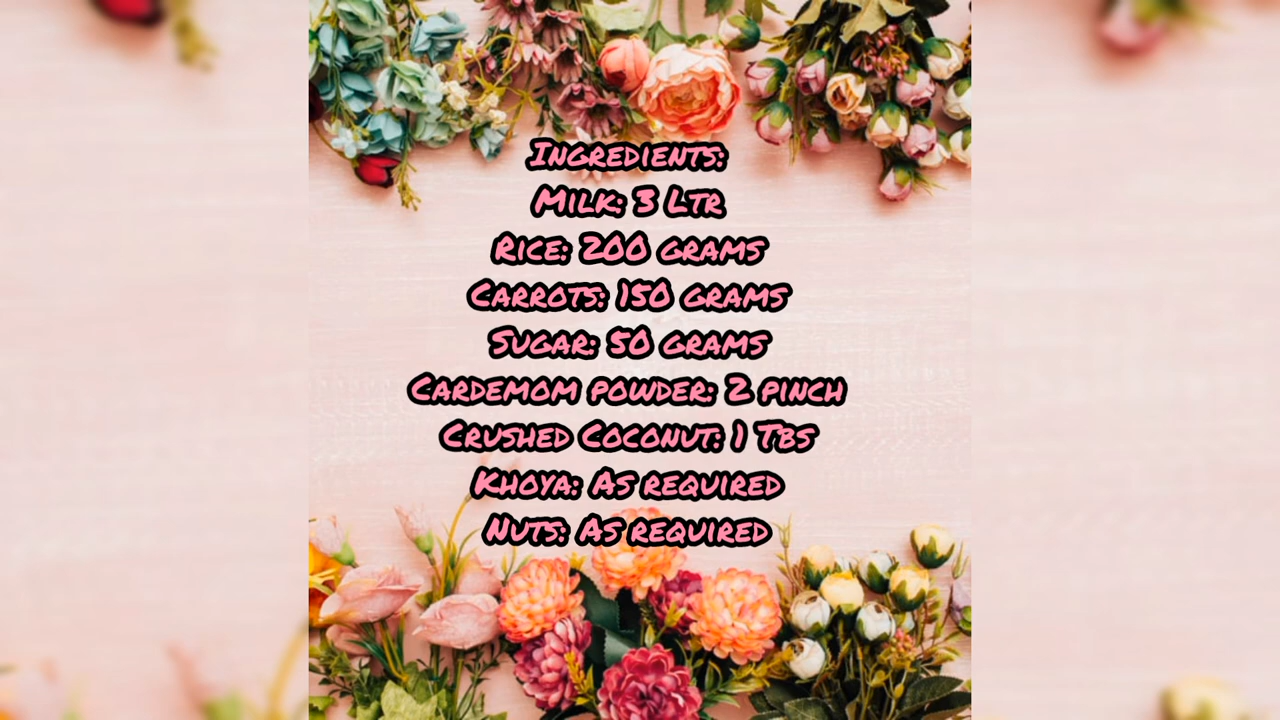 Ingredients:
Milk: 3 Ltr
Rice: 200 grams
Carrots: 150 grams
Sugar: 50 grams
Cardemom powder: 2 pinch
Crushed Coconut: 1 Tbs
Khoya: As required
Nuts: As required